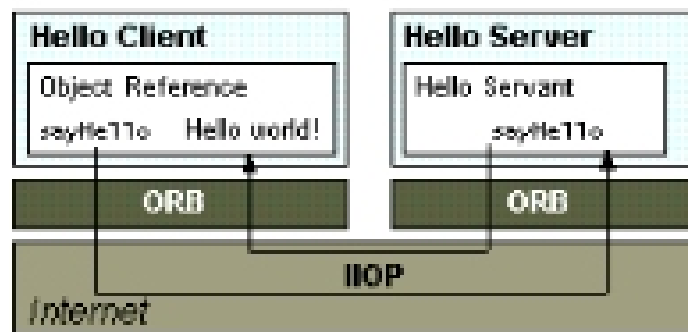 Hello Client
Object Reference
sayHello Hello world!
ORB
Hello Server
Hello Servant
sayHello
ORB
IIOP
Internet